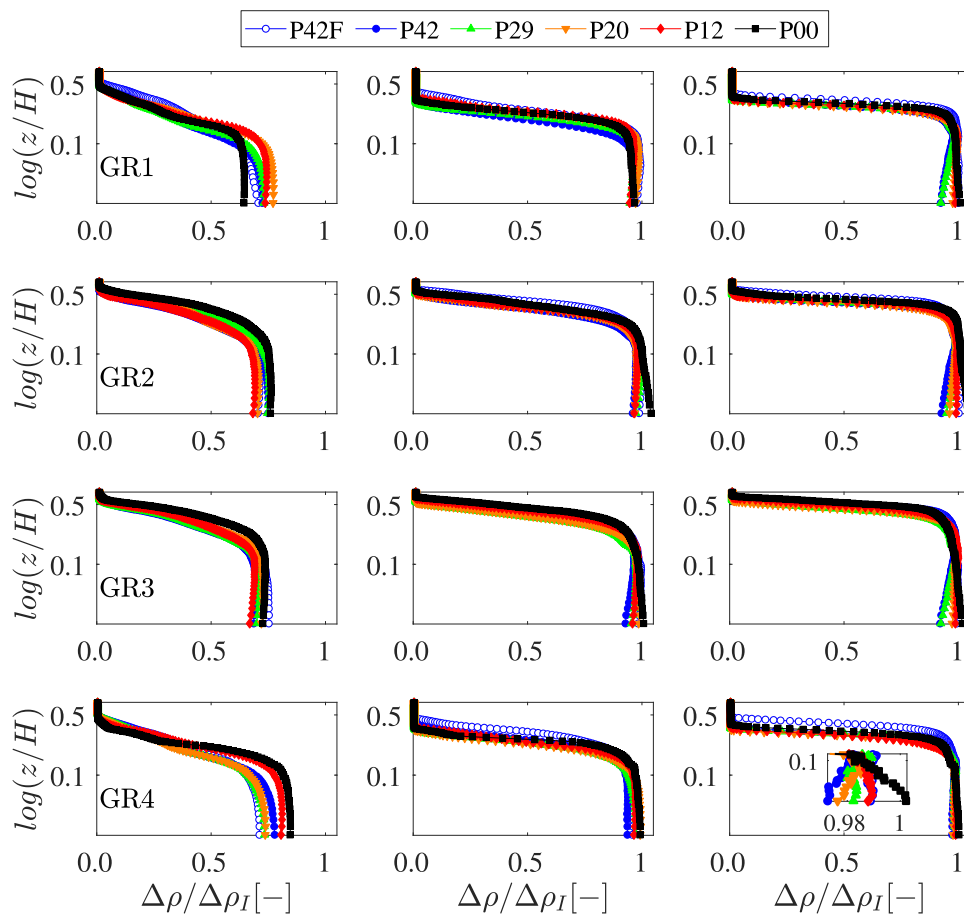 P42F P42 P29 P20 P12 P00
log(z/H) 0.5 0.1 GR1 0.5 0.1 0.5 0.1
0.0 0.5 1 0.0 0.5 1 0.0 0.5 1
log(z/H) 0.5 0.1 GR2 0.5 0.1 0.5 0.1
0.0 0.5 1 0.0 0.5 1 0.0 0.5 1
log(z/H) 0.5 0.1 GR3 0.5 0.1 0.5 0.1
0.0 0.5 1 0.0 0.5 1 0.0 0.5 1
log(z/H) 0.5 0.1 GR4 0.5 0.1 0.5 0.1
0.1
0.98 1
0.0 0.5 1 0.0 0.5 1 0.0 0.5 1
Δρ/Δρ_I[−] Δρ/Δρ_I[−] Δρ/Δρ_I[−]